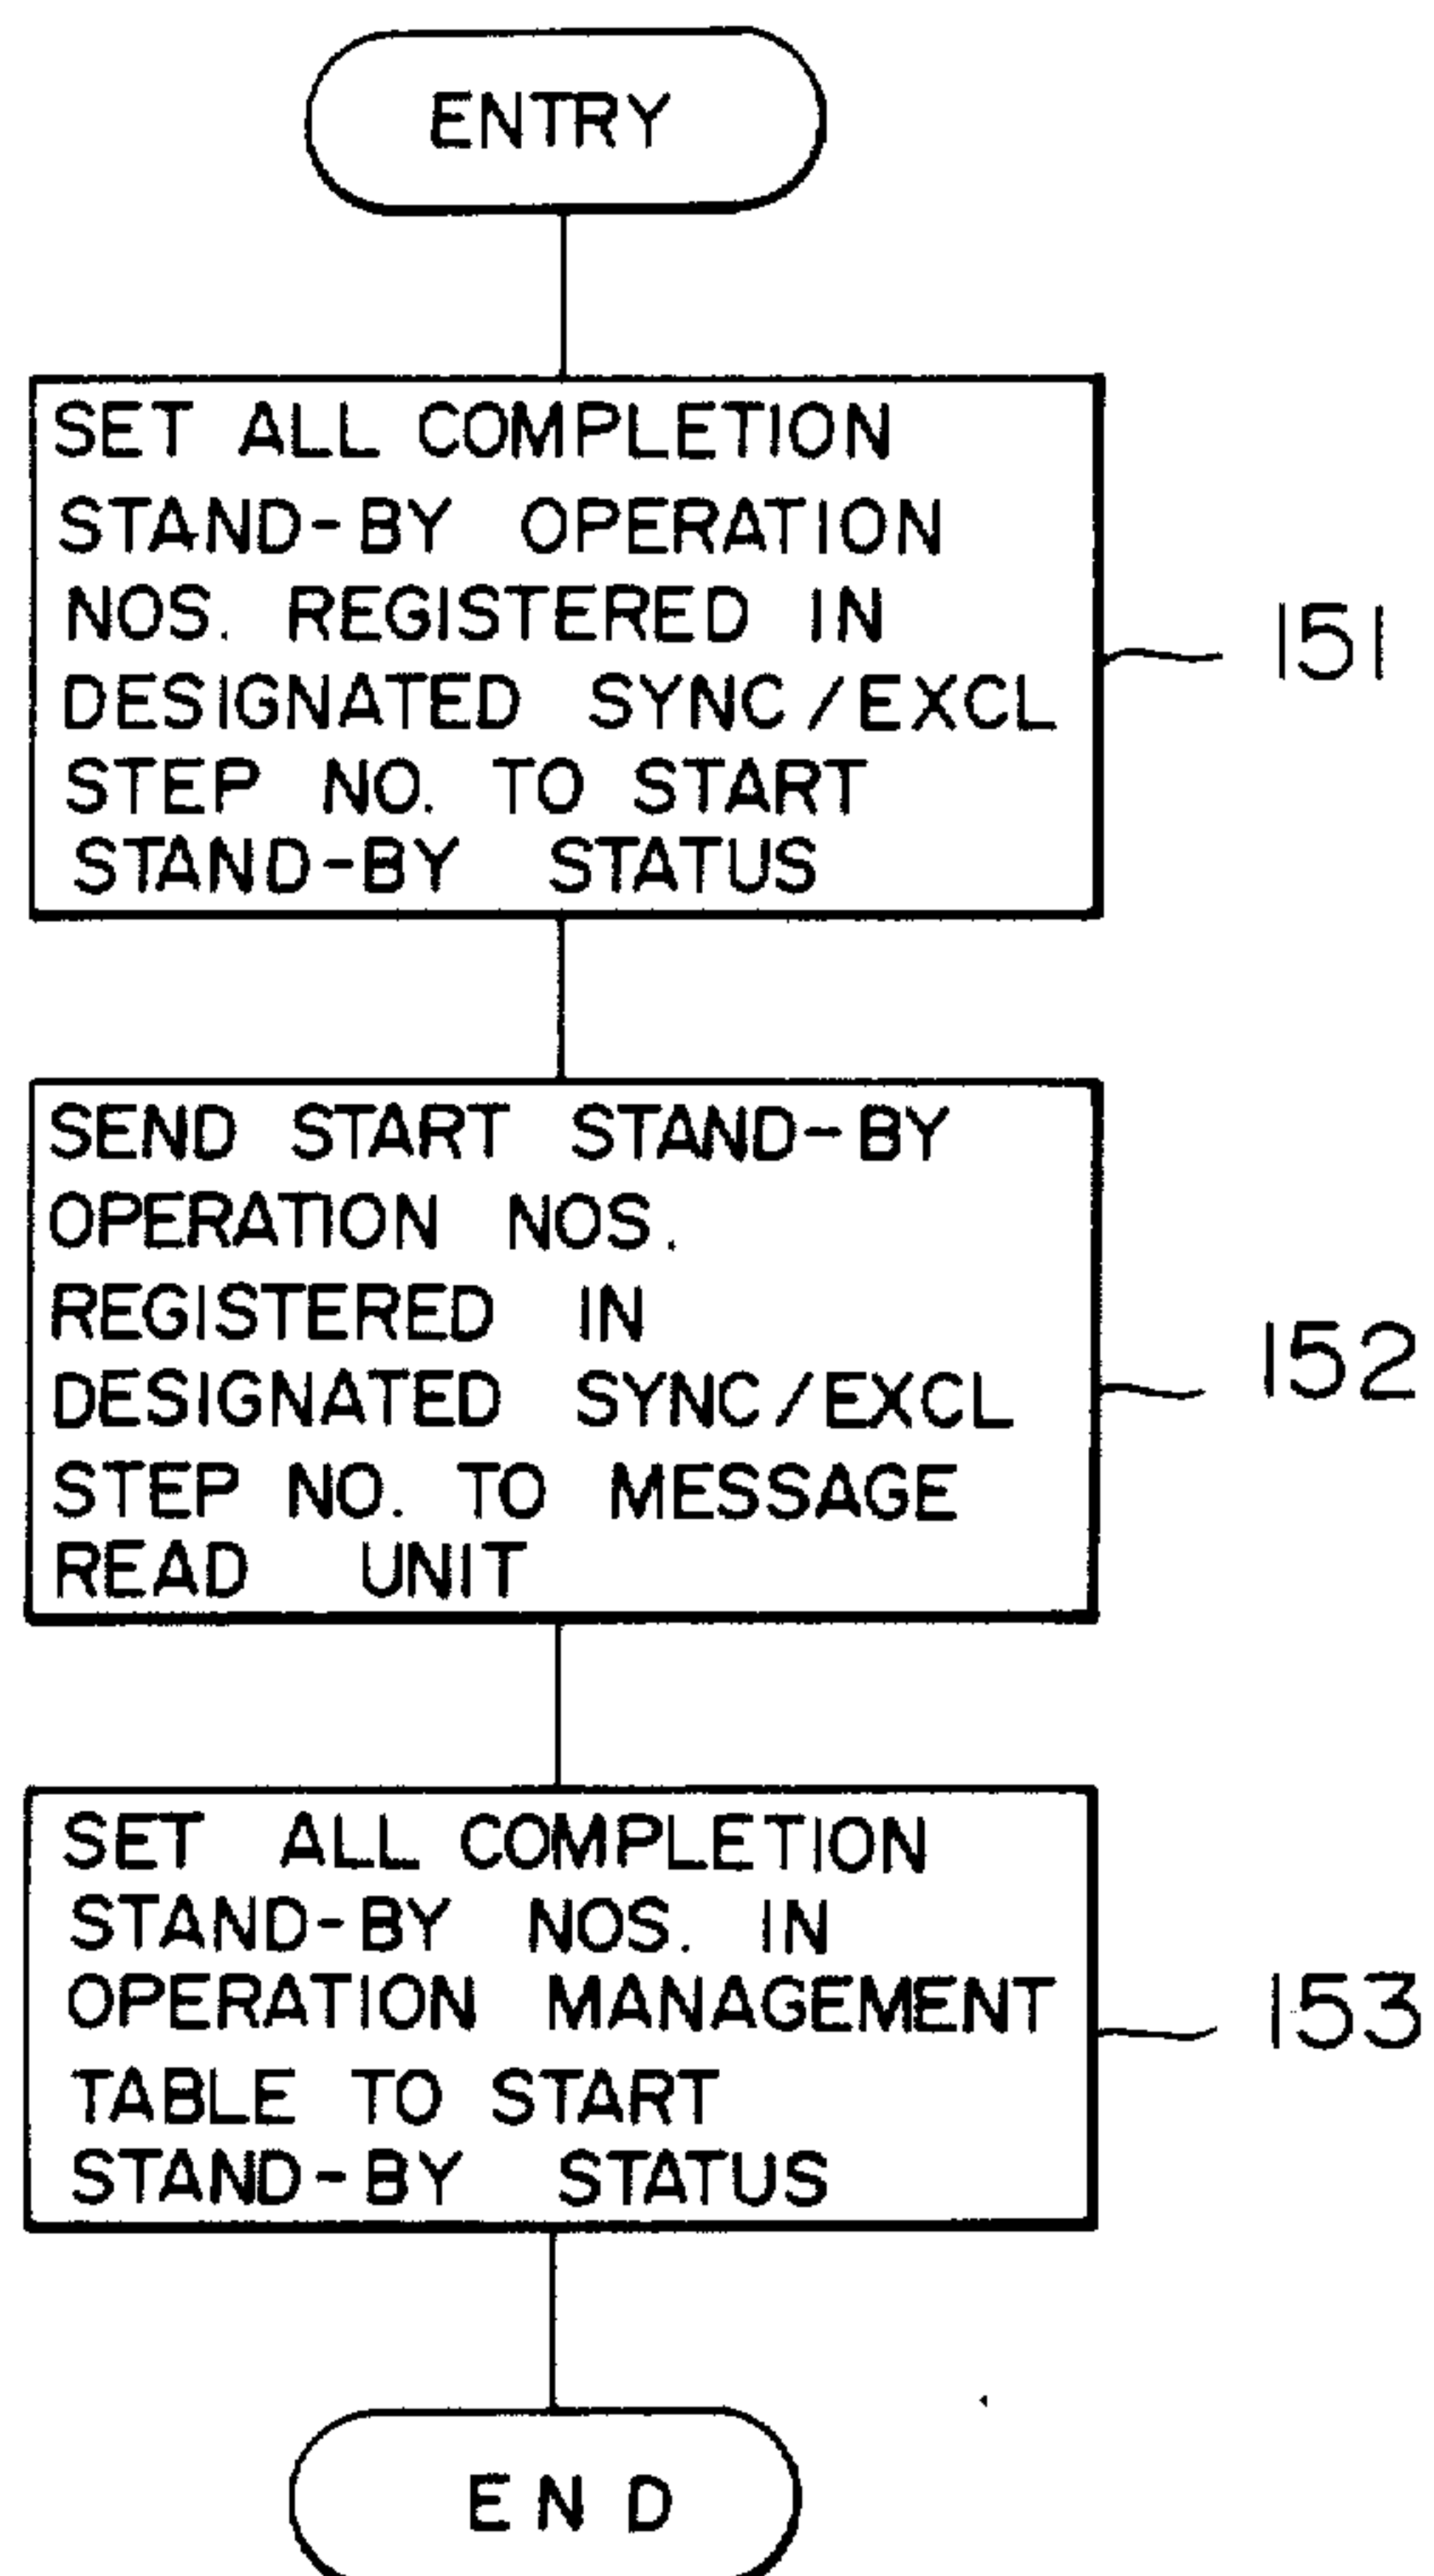 ENTRY
SET ALL COMPLETION
STAND-BY OPERATION
NOS. REGISTERED IN
DESIGNATED SYNC/EXCL
STEP NO. TO START
STAND-BY STATUS
151
SEND START STAND-BY
OPERATION NOS.
REGISTERED IN
DESIGNATED SYNC/EXCL
STEP NO. TO MESSAGE
READ UNIT
152
SET ALL COMPLETION
STAND-BY NOS. IN
OPERATION MANAGEMENT
TABLE TO START
STAND-BY STATUS
153
END